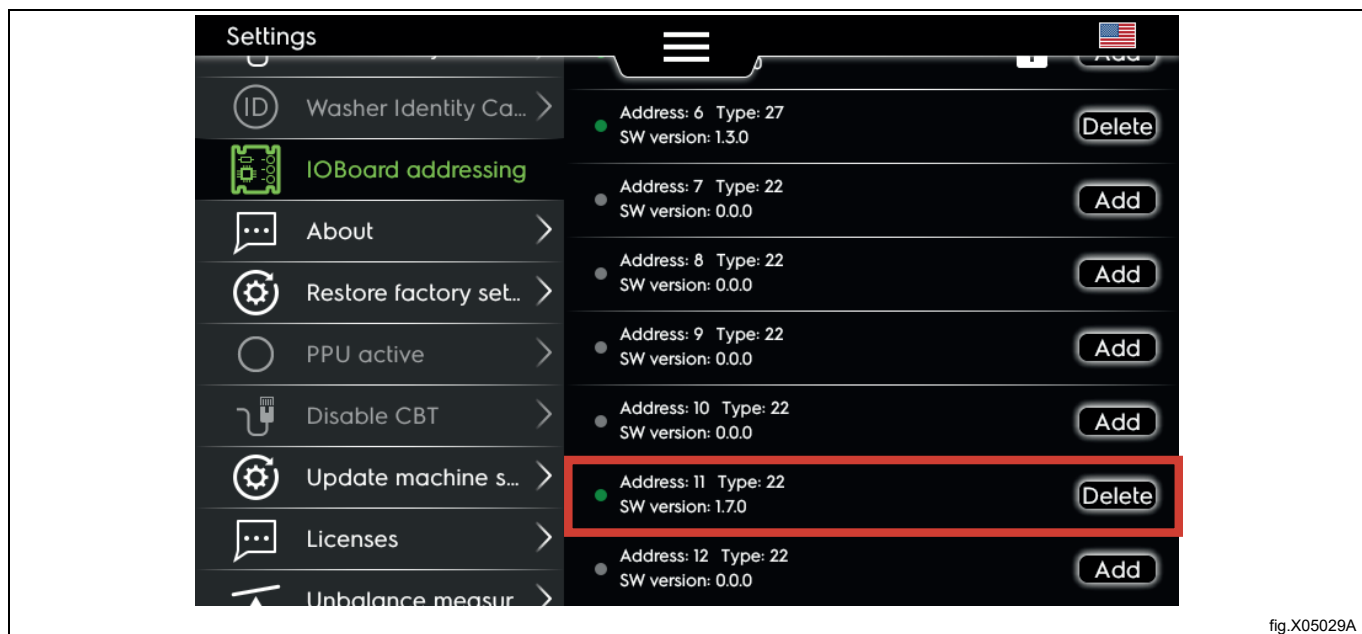 Settings
Washer Identity Ca...
ID
IOBoard addressing
About
Restore factory set...
PPU active
Disable CBT
Update machine s...
Licenses
Unbalance measur
Add
Address: 6 Type: 27
SW version: 1.3.0
Delete
Address: 7 Type: 22
SW version: 0.0.0
Add
Address: 8 Type: 22
SW version: 0.0.0
Add
Address: 9 Type: 22
SW version: 0.0.0
Add
Address: 10 Type: 22
SW version: 0.0.0
Add
Address: 11 Type: 22
SW version: 1.7.0
Delete
Address: 12 Type: 22
SW version: 0.0.0
Add
fig.X05029A